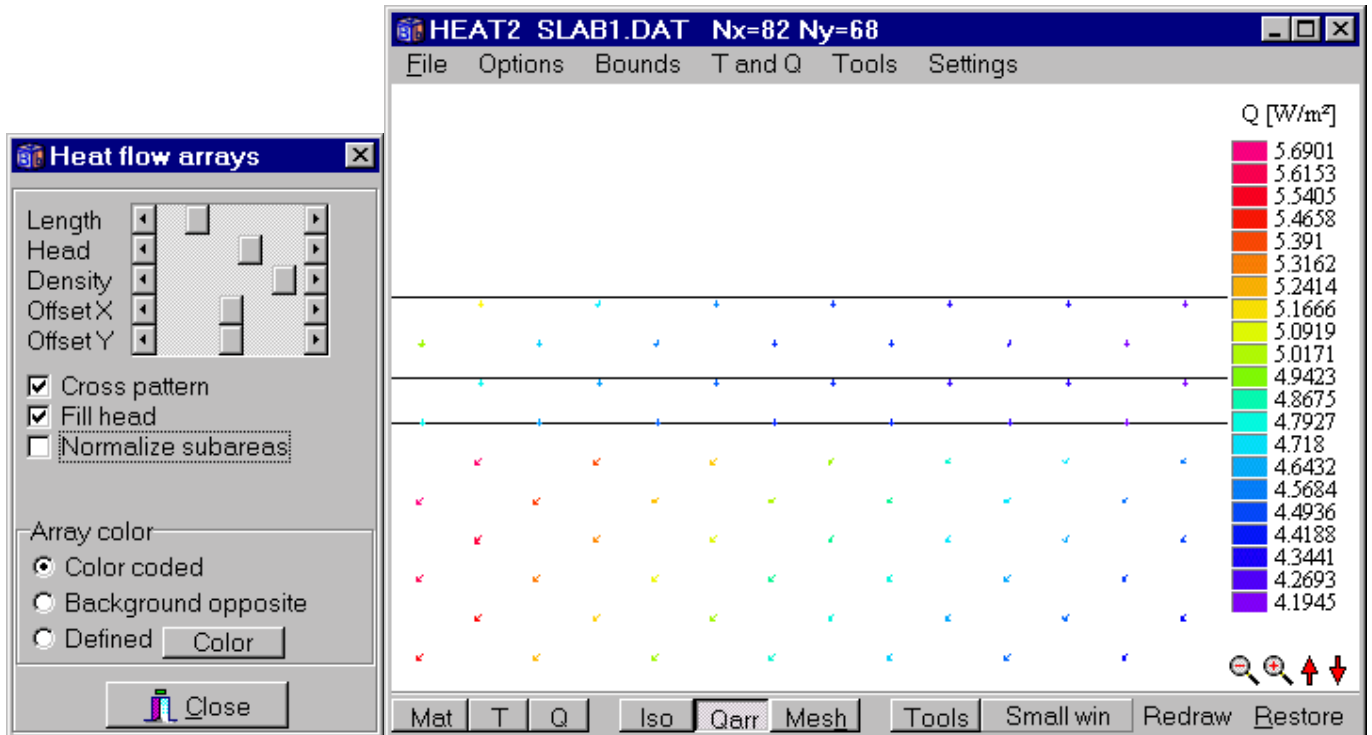 Heat flow arrays
Length
Head
Density
Offset X
Offset Y
Cross pattern
Fill head
Normalize subareas
Array color
Color coded
Background opposite
Defined Color
Close
HEAT2 SLAB1.DAT Nx=82 Ny=68
File Options Bounds T and Q Tools Settings
Q [W/m²]
5.6901
5.6153
5.5405
5.4658
5.391
5.3162
5.2414
5.1666
5.0919
5.0171
4.9423
4.8675
4.7927
4.718
4.6432
4.5684
4.4936
4.4188
4.3441
4.2693
4.1945
Mat T Q Iso Qarr Mesh Tools Small win Redraw Restore